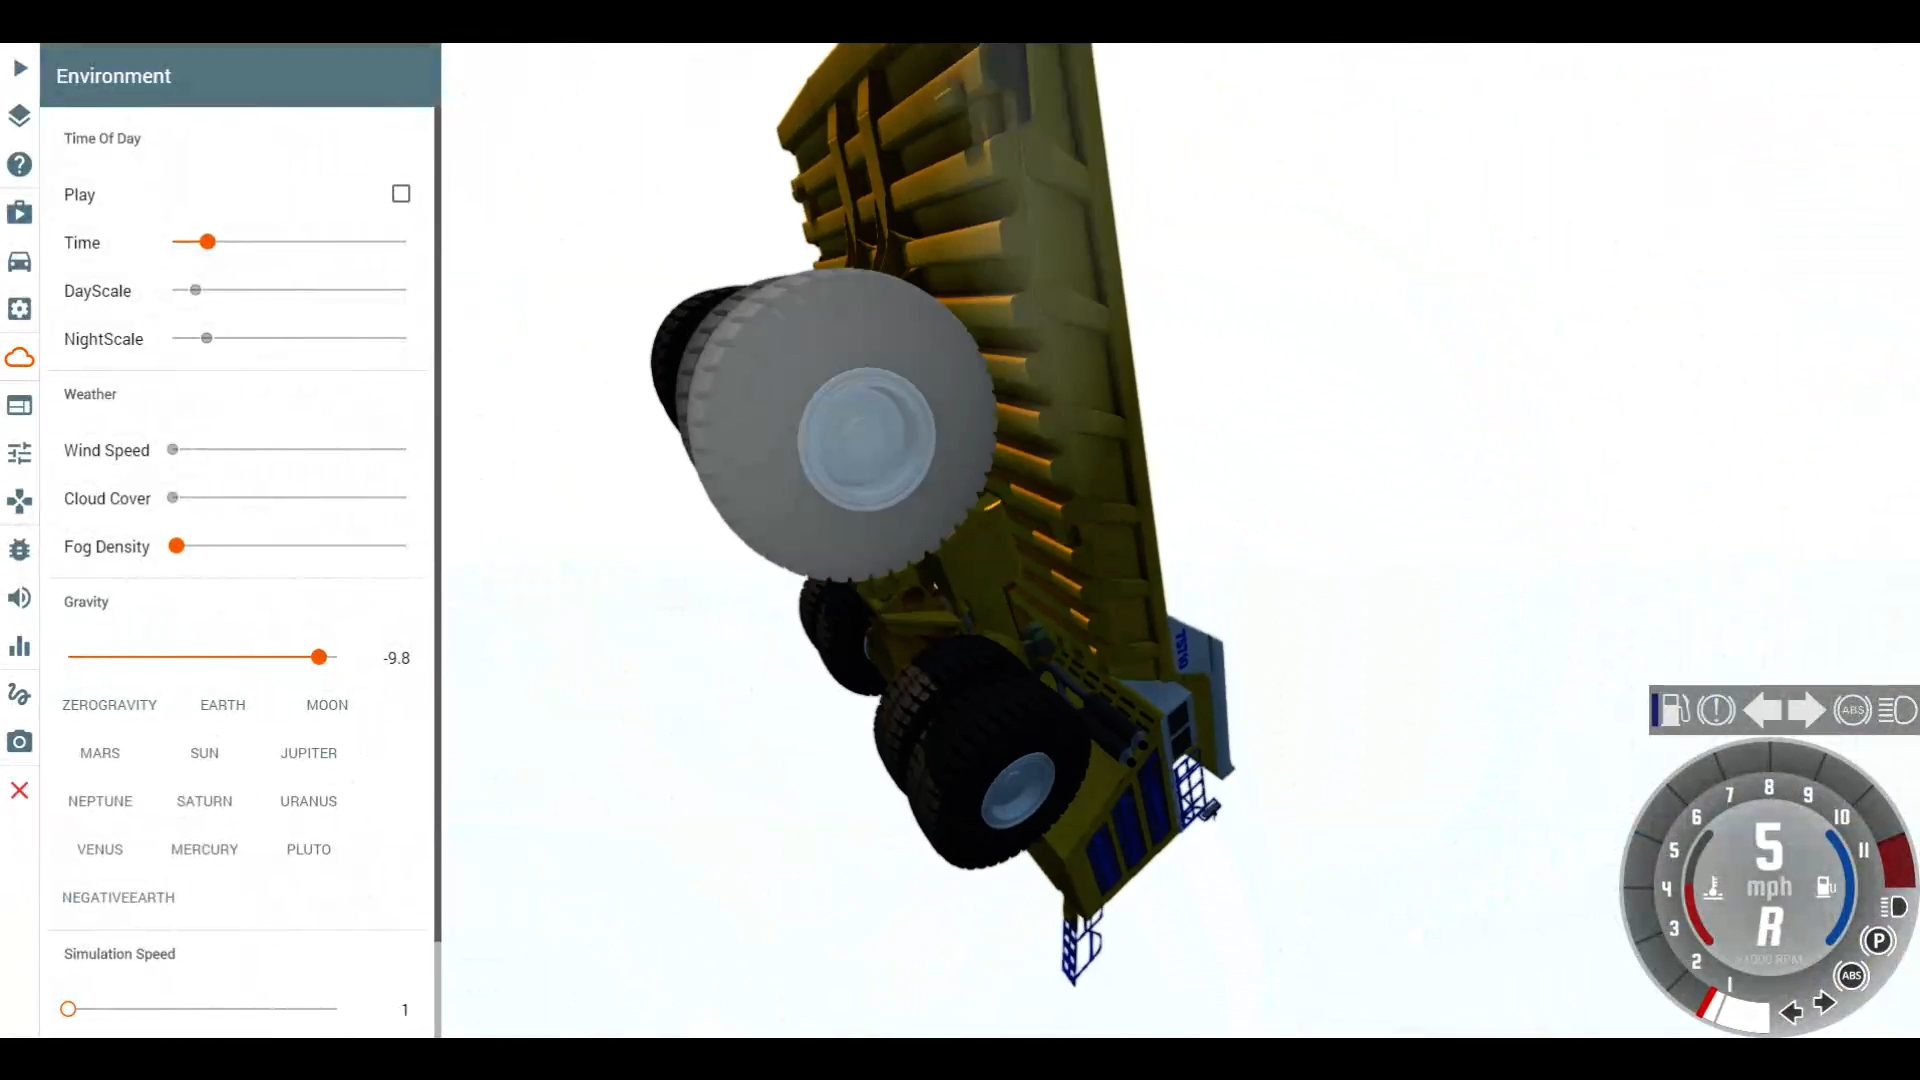 Environment
Time Of Day
Play
Time
DayScale
NightScale
Weather
Wind Speed
Cloud Cover
Fog Density
Gravity
-9.8
ZEROGRAVITY EARTH MOON
MARS SUN JUPITER
NEPTUNE SATURN URANUS
VENUS MERCURY PLUTO
NEGATIVEEARTH
Simulation Speed
1
ABS
1 2 3 4 5 6 7 8 9 10 11
5
mph
R
x1000 RPM
P
ABS